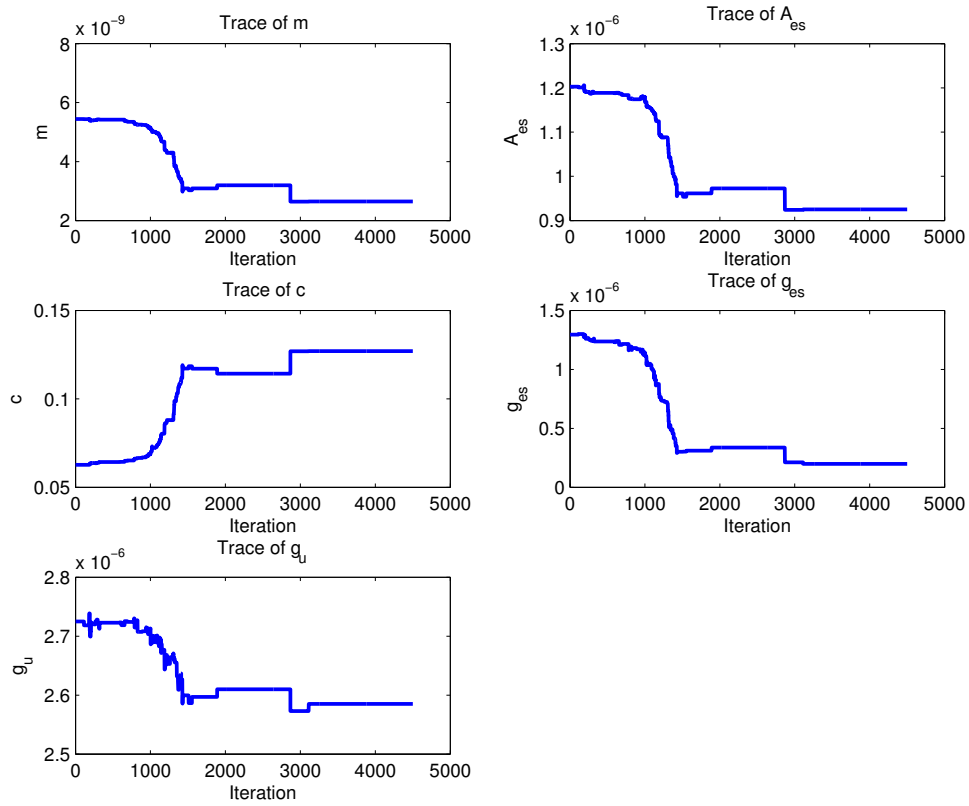 x 10⁻⁹
Trace of m
8
6
4
2
m
0 1000 2000 3000 4000 5000
Iteration
x 10⁻⁶
Trace of A_es
1.3
1.2
1.1
1
0.9
A_es
0 1000 2000 3000 4000 5000
Iteration
Trace of c
0.15
0.1
0.05
c
0 1000 2000 3000 4000 5000
Iteration
x 10⁻⁶
Trace of g_es
1.5
1
0.5
0
g_es
0 1000 2000 3000 4000 5000
Iteration
x 10⁻⁶
Trace of g_u
2.8
2.7
2.6
2.5
g_u
0 1000 2000 3000 4000 5000
Iteration